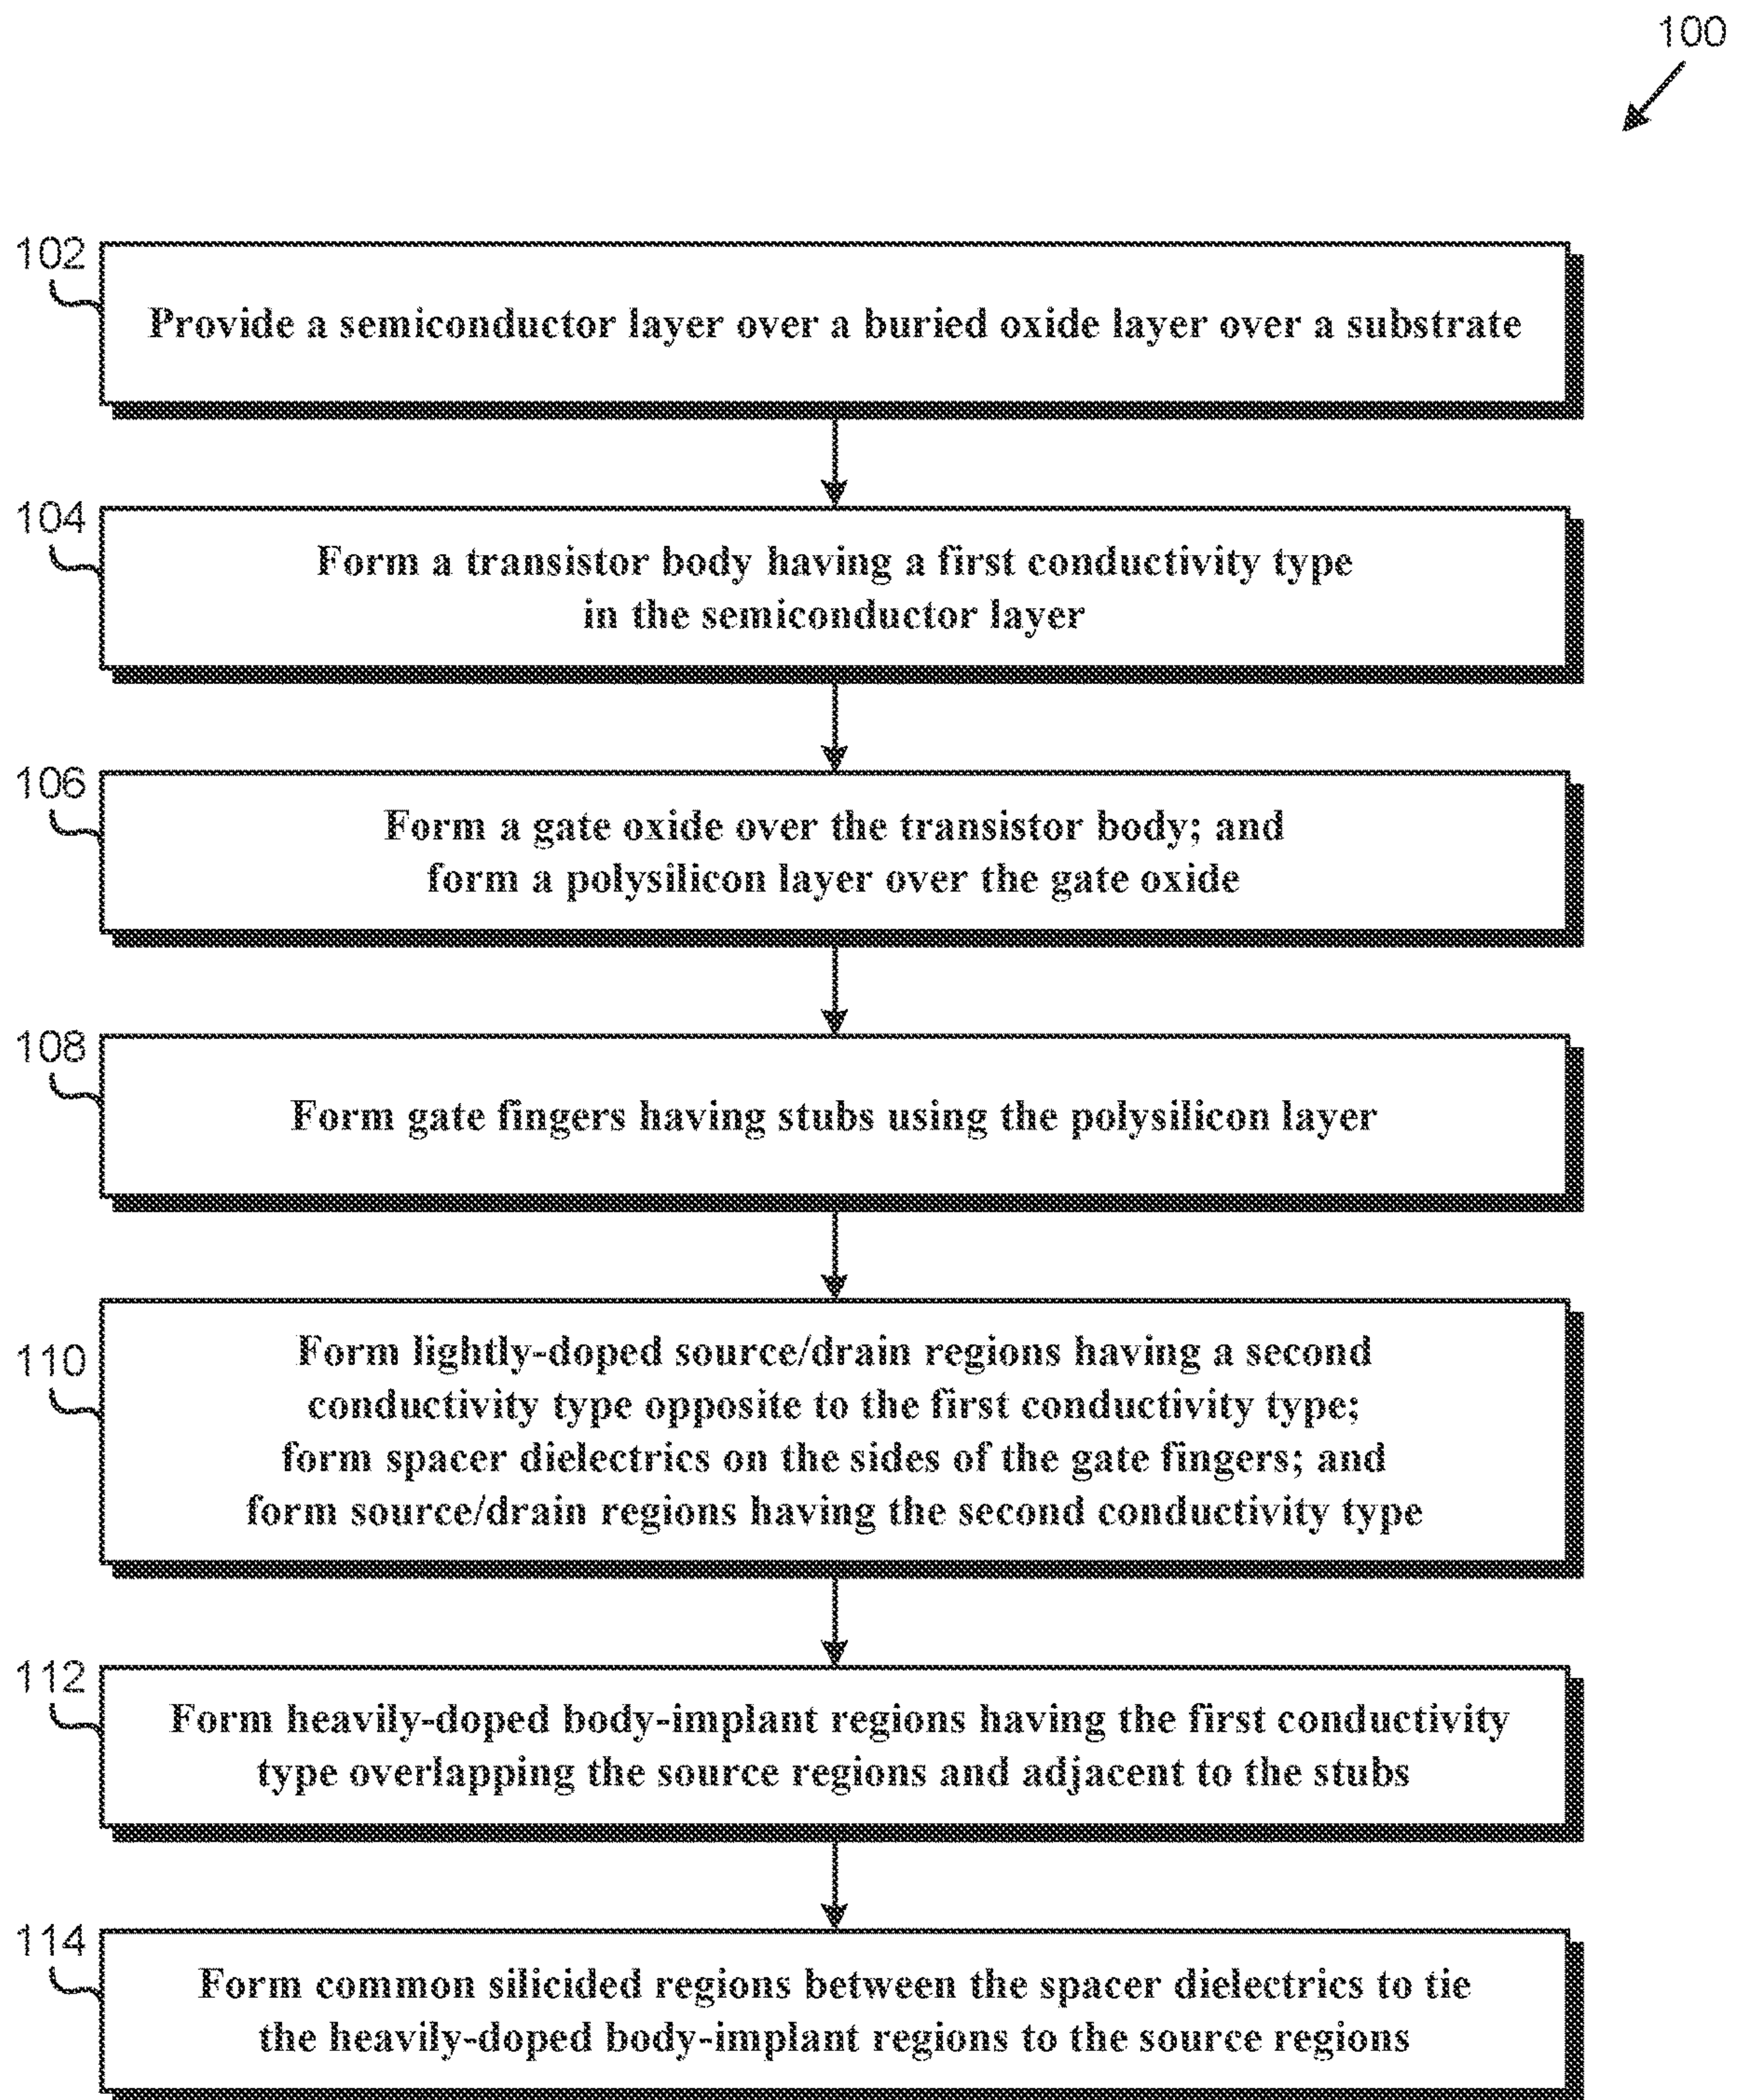 100
102
Provide a semiconductor layer over a buried oxide layer over a substrate
104
Form a transistor body having a first conductivity type
in the semiconductor layer
106
Form a gate oxide over the transistor body; and
form a polysilicon layer over the gate oxide
108
Form gate fingers having stubs using the polysilicon layer
110
Form lightly-doped source/drain regions having a second
conductivity type opposite to the first conductivity type;
form spacer dielectrics on the sides of the gate fingers; and
form source/drain regions having the second conductivity type
112
Form heavily-doped body-implant regions having the first conductivity
type overlapping the source regions and adjacent to the stubs
114
Form common silicided regions between the spacer dielectrics to tie
the heavily-doped body-implant regions to the source regions